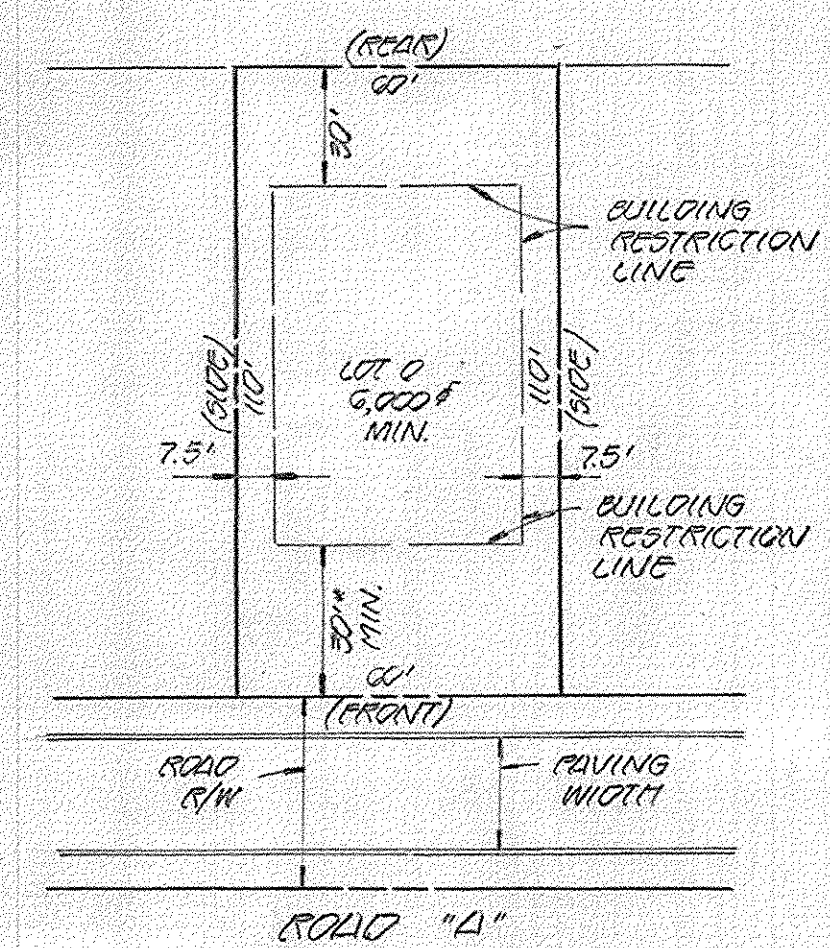 (REAR)
60'
30'
BUILDING
RESTRICTION
LINE
(SIDE)
110'
LOT D
6,000 ⌀
MIN.
110'
(SIDE)
7.5'
7.5'
BUILDING
RESTRICTION
LINE
30'*
MIN.
60'
(FRONT)
ROAD
R/W
PAVING
WIDTH
ROAD "A"